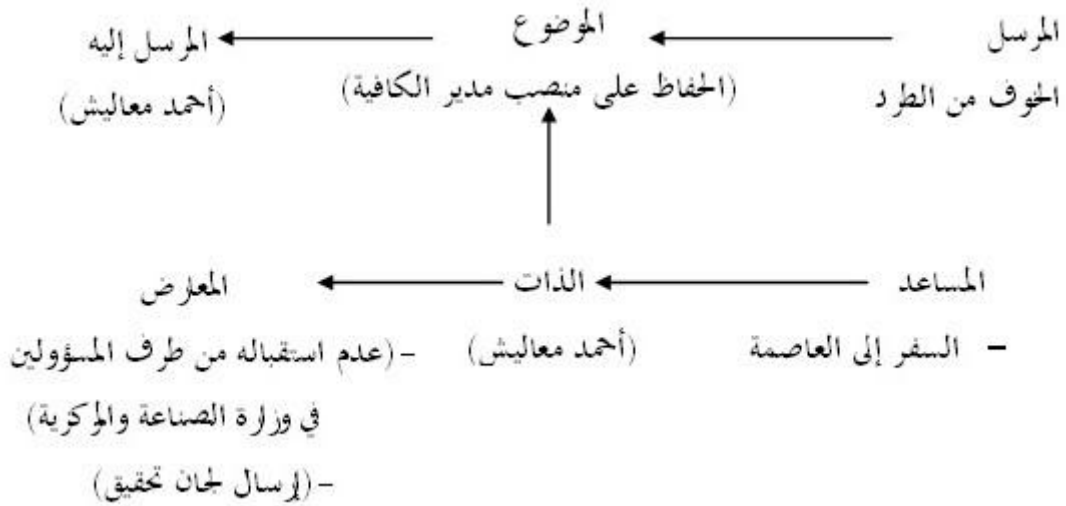 المرسل
الموضوع
المرسل إليه
الخوف من الطرد
(الحفاظ على منصب مدير الكافية)
(أحمد معاليش)
المساعد
الذات
المعارض
– السفر إلى العاصمة
(أحمد معاليش)
–(عدم استقباله من طرف المسؤولين
في وزارة الصناعة والمركزية)
–(إرسال لجان تحقيق)